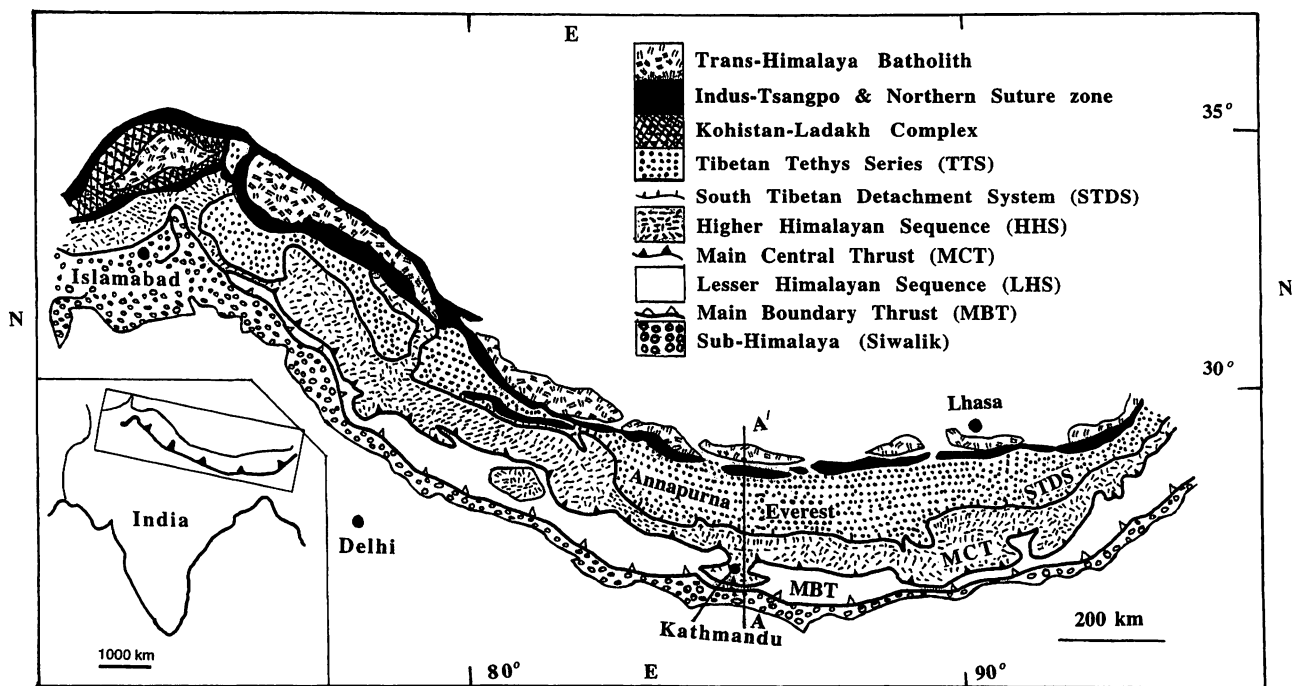 E
Trans-Himalaya Batholith
Indus-Tsangpo & Northern Suture zone
Kohistan-Ladakh Complex
Tibetan Tethys Series (TTS)
South Tibetan Detachment System (STDS)
Higher Himalayan Sequence (HHS)
Main Central Thrust (MCT)
Lesser Himalayan Sequence (LHS)
Main Boundary Thrust (MBT)
Sub-Himalaya (Siwalik)
35°
N
N
30°
Islamabad
Lhasa
A'
Annapurna
Everest
STDS
MCT
MBT
A
Kathmandu
Delhi
India
1000 km
200 km
80°
E
90°